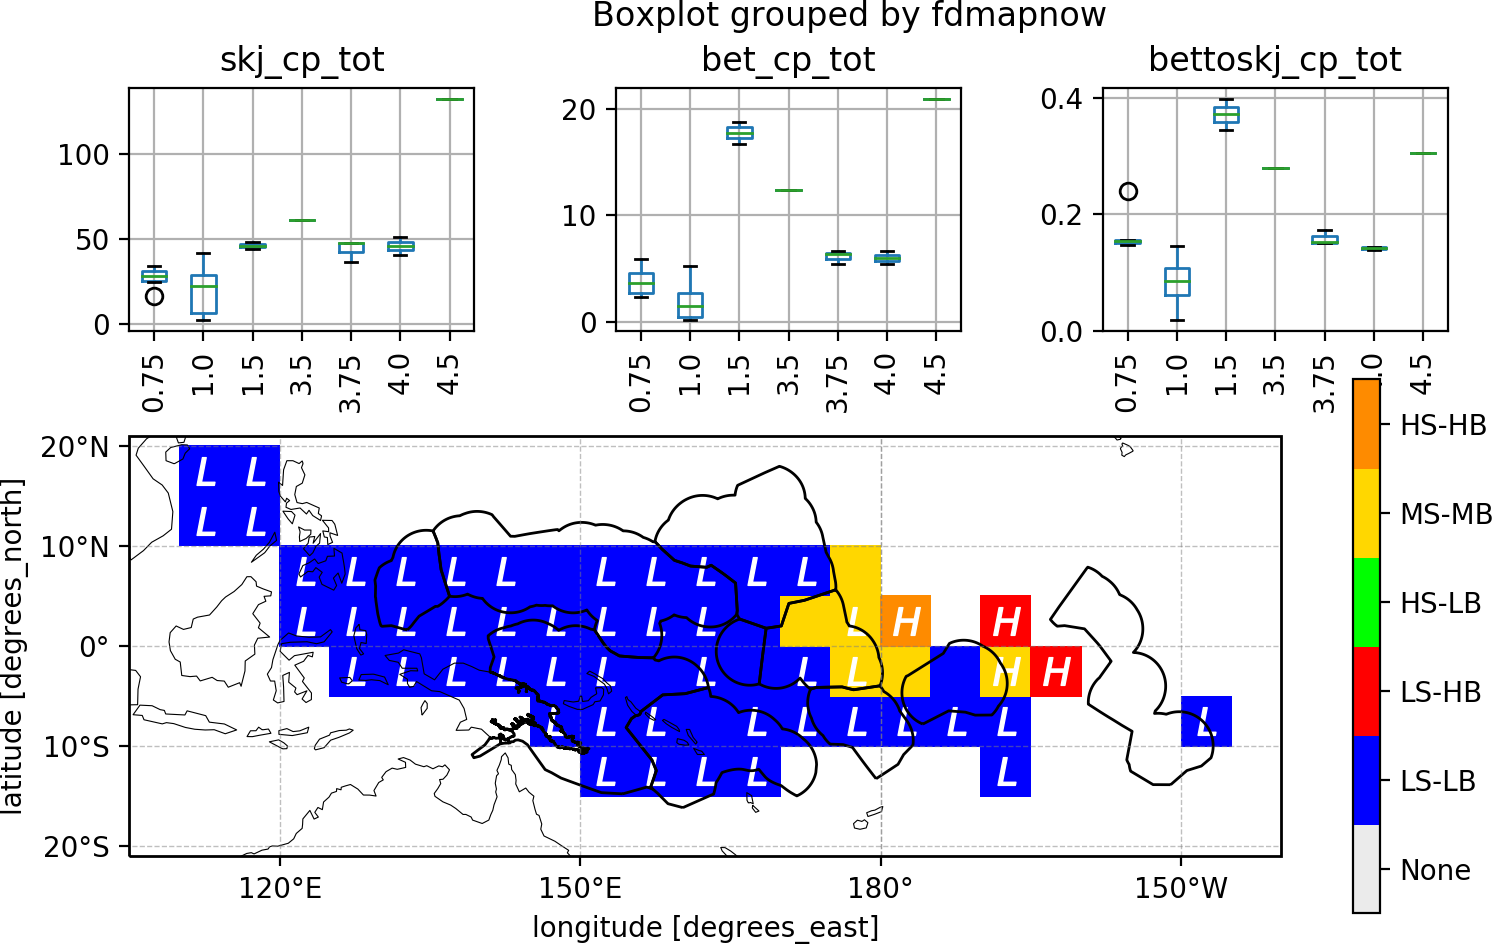 Boxplot grouped by fdmapnow
skj_cp_tot
100
50
0
0.75 1.0 1.5 3.5 3.75 4.0 4.5
bet_cp_tot
20
10
0
0.75 1.0 1.5 3.5 3.75 4.0 4.5
bettoskj_cp_tot
0.4
0.2
0.0
0.75 1.0 1.5 3.5 3.75 .0 4.5
latitude [degrees_north]
20°N
10°N
0°
10°S
20°S
L L
L L
L L L L L L L L L L
L L L L L L L L L L H H
L L L L L L L L L H H
L L L L L L L L L L
L L L L L
120°E 150°E 180° 150°W
longitude [degrees_east]
HS-HB
MS-MB
HS-LB
LS-HB
LS-LB
None